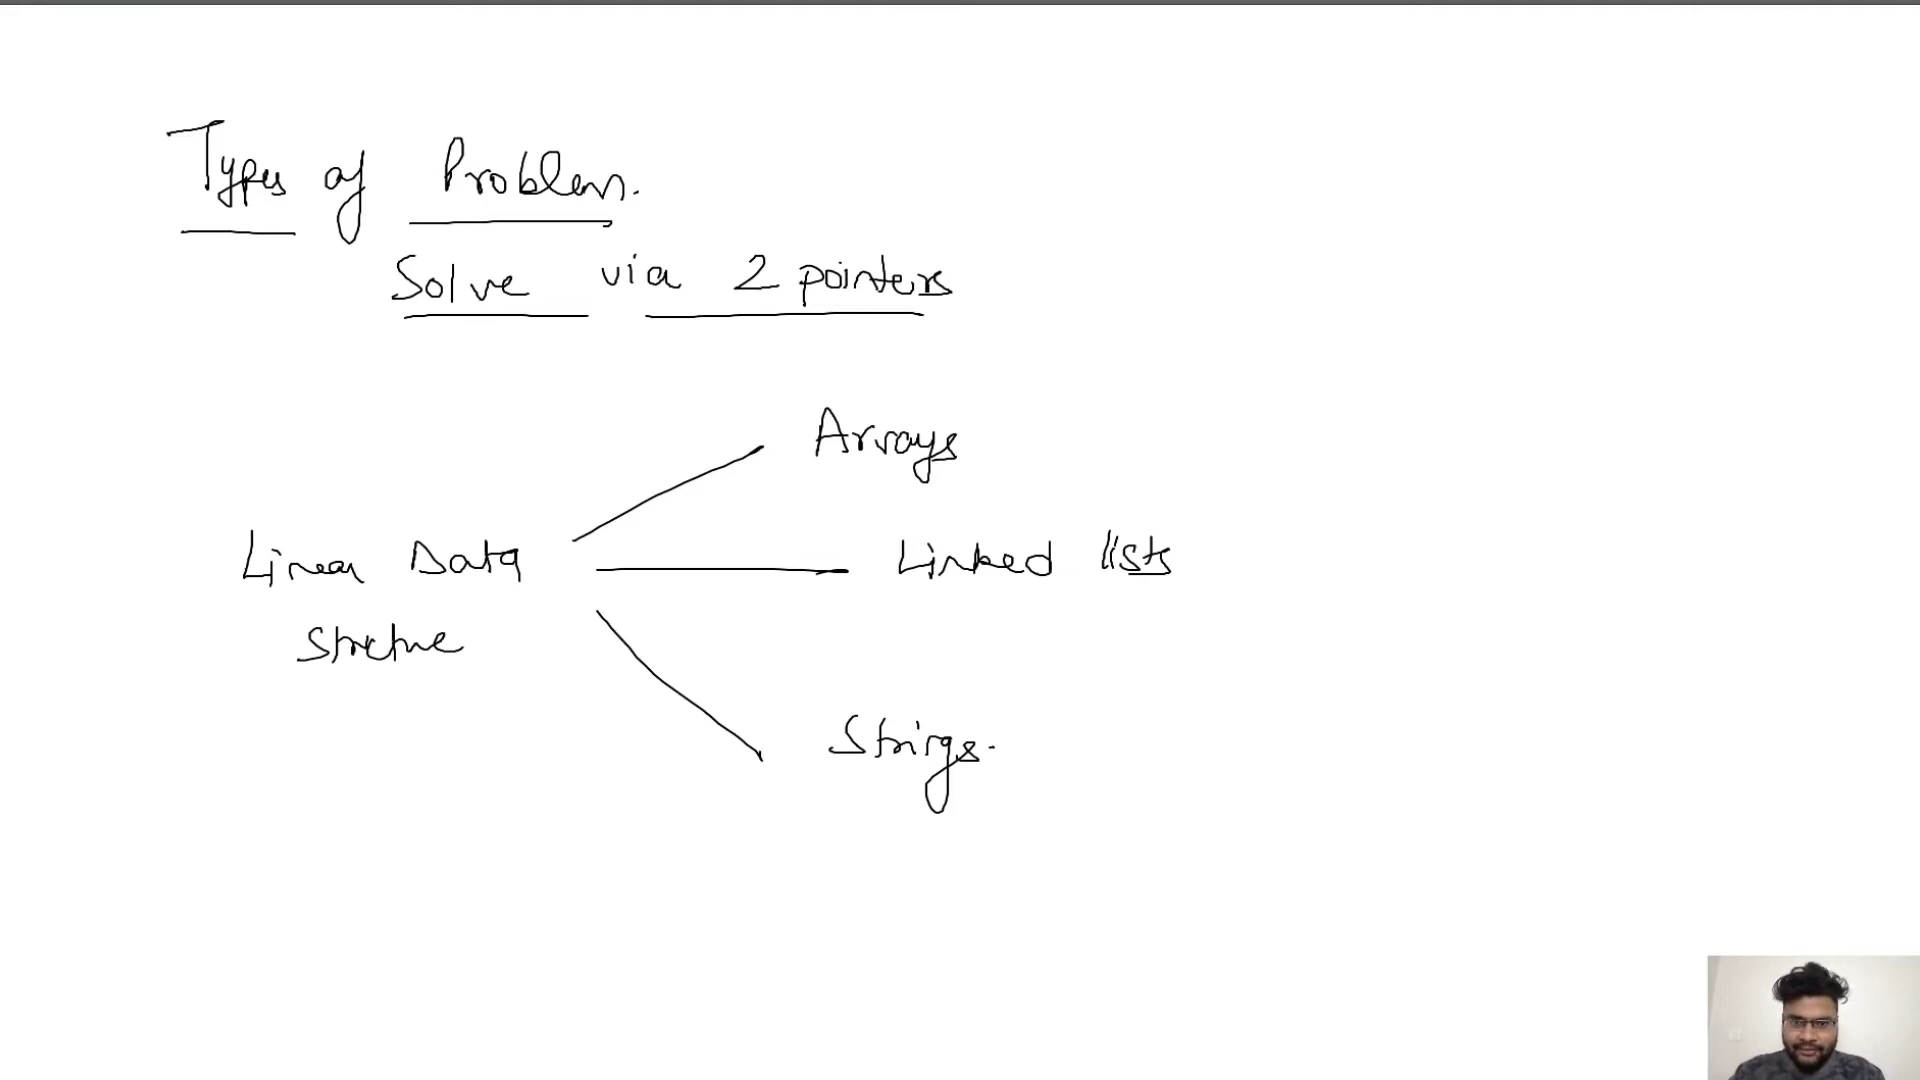 Types of Problem.
Solve via 2 pointers
Arrays
Linear Data
Linked lists
Structure
Strings.